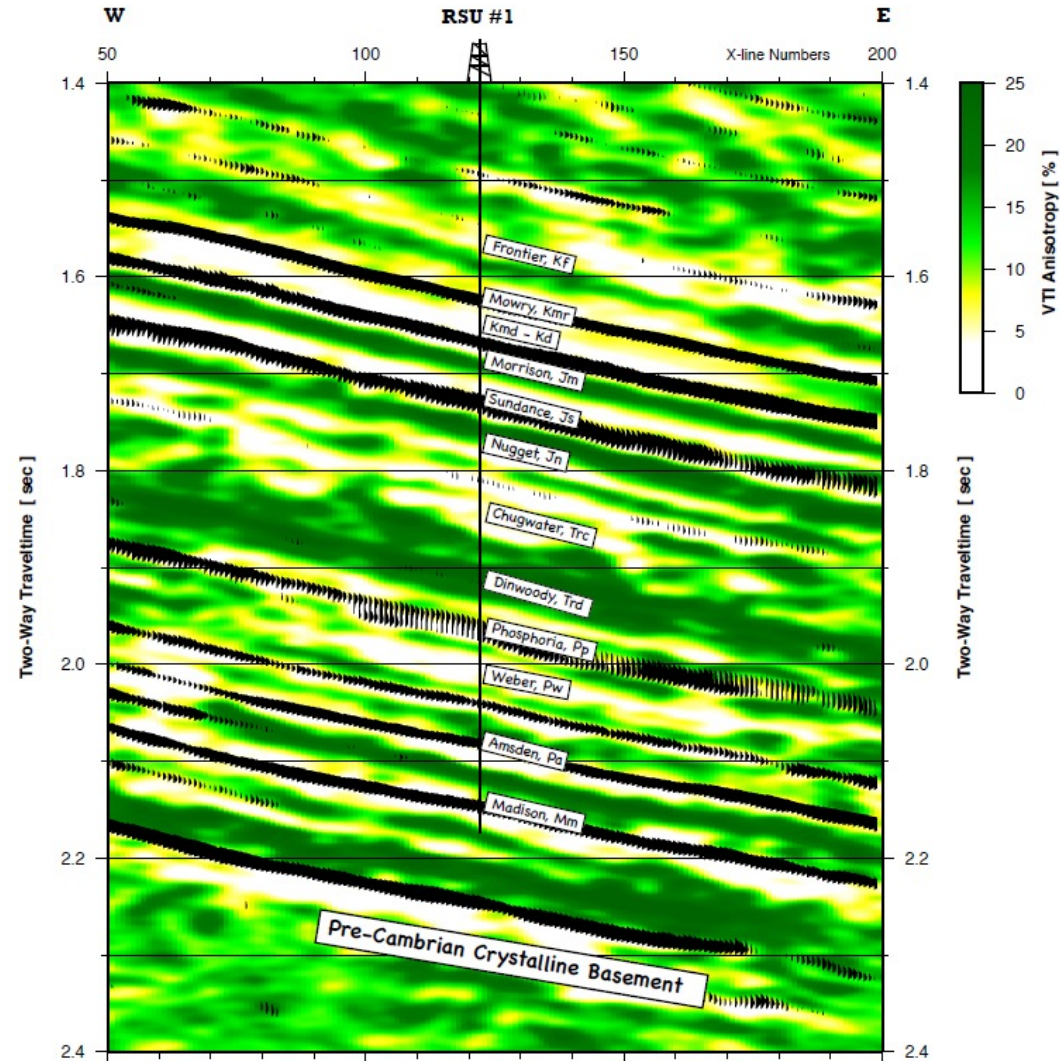 W RSU #1 E
50 100 150 X-line Numbers 200
1.4 1.4
1.6 1.6
1.8 1.8
2.0 2.0
2.2 2.2
2.4 2.4
Two-Way Traveltime [ sec ]
Frontier, Kf
Mowry, Kmr
Kmd - Kd
Morrison, Jm
Sundance, Js
Nugget, Jn
Chugwater, Trc
Dinwoody, Trd
Phosphoria, Pp
Weber, Pw
Amsden, Pa
Madison, Mm
Pre-Cambrian Crystalline Basement
Two-Way Traveltime [ sec ]
25
20
15
10
5
0
VTI Anisotropy [ % ]